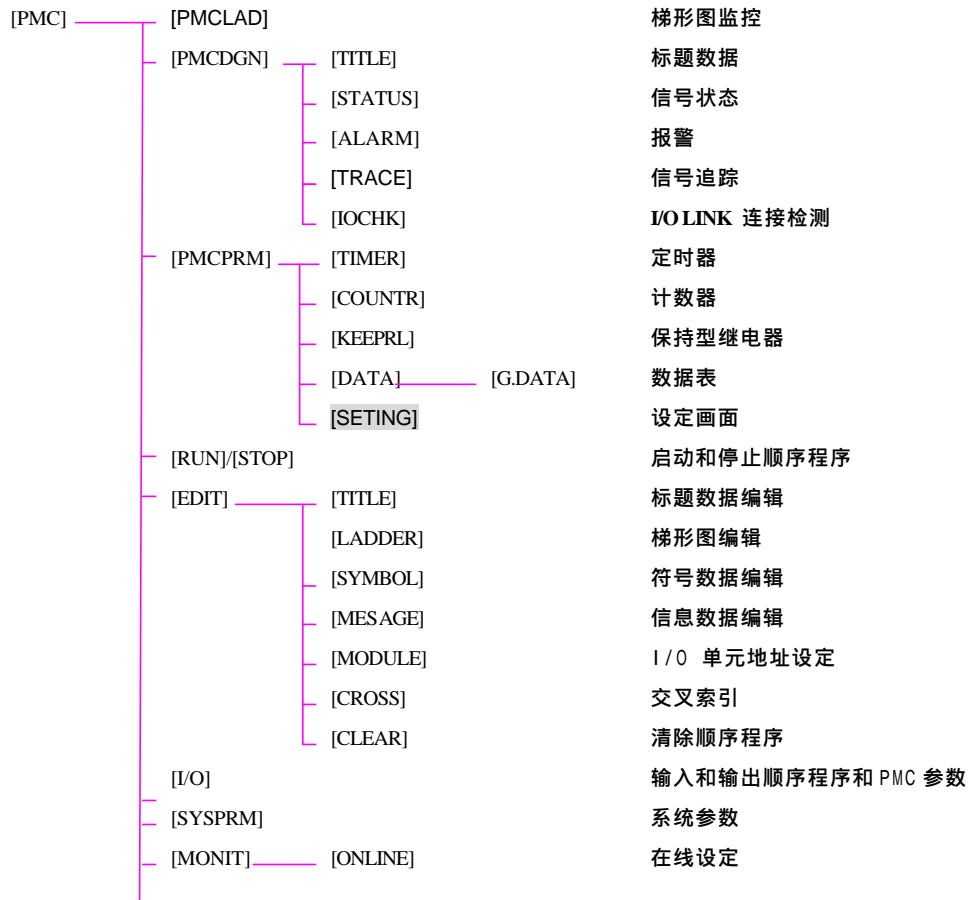 [PMC] [PMCLAD] 梯形图监控
[PMCDGN] [TITLE] 标题数据
[STATUS] 信号状态
[ALARM] 报警
[TRACE] 信号追踪
[IOCHK] I/O LINK 连接检测
[PMCPRM] [TIMER] 定时器
[COUNTR] 计数器
[KEEPRL] 保持型继电器
[DATA] [G.DATA] 数据表
[SETING] 设定画面
[RUN]/[STOP] 启动和停止顺序程序
[EDIT] [TITLE] 标题数据编辑
[LADDER] 梯形图编辑
[SYMBOL] 符号数据编辑
[MESAGE] 信息数据编辑
[MODULE] I/O 单元地址设定
[CROSS] 交叉索引
[CLEAR] 清除顺序程序
[I/O] 输入和输出顺序程序和 PMC 参数
[SYSPRM] 系统参数
[MONIT] [ONLINE] 在线设定